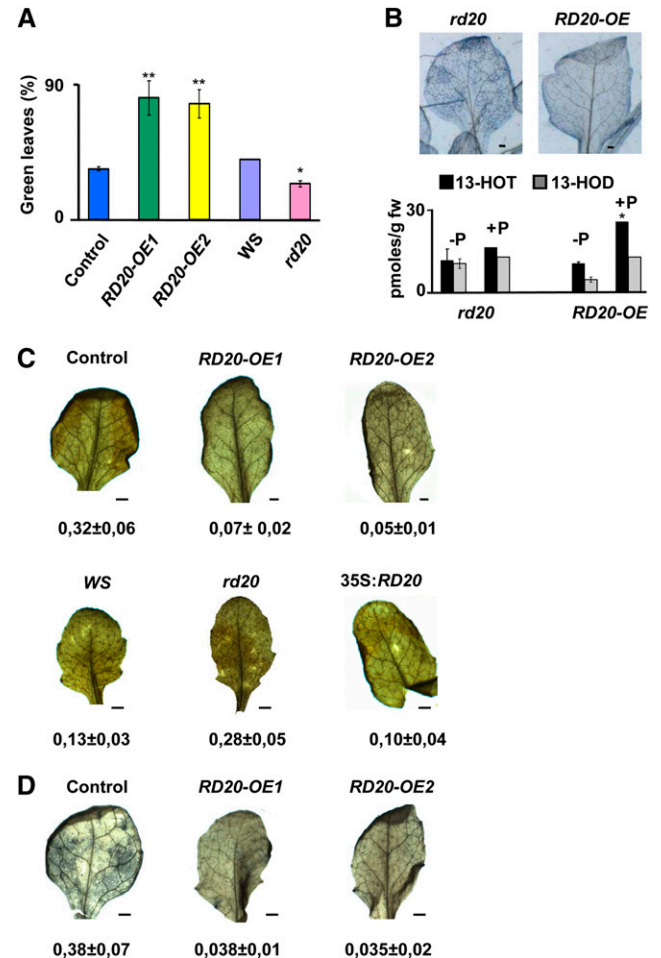 A
90
Green leaves (%)
0
**
**
*
Control
RD20-OE1
RD20-OE2
WS
rd20
B
rd20
RD20-OE
13-HOT
13-HOD
30
pmoles/g fw
0
-P
+P
-P
+P
*
rd20
RD20-OE
C
Control
RD20-OE1
RD20-OE2
0,32±0,06
0,07± 0,02
0,05±0,01
WS
rd20
35S:RD20
0,13±0,03
0,28±0,05
0,10±0,04
D
Control
RD20-OE1
RD20-OE2
0,38±0,07
0,038±0,01
0,035±0,02